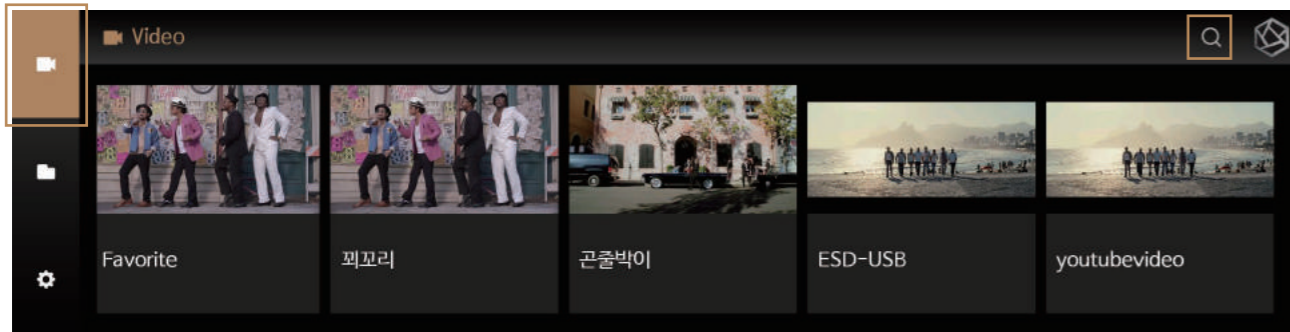 Video
Favorite
꾀꼬리
곤줄박이
ESD-USB
youtubevideo